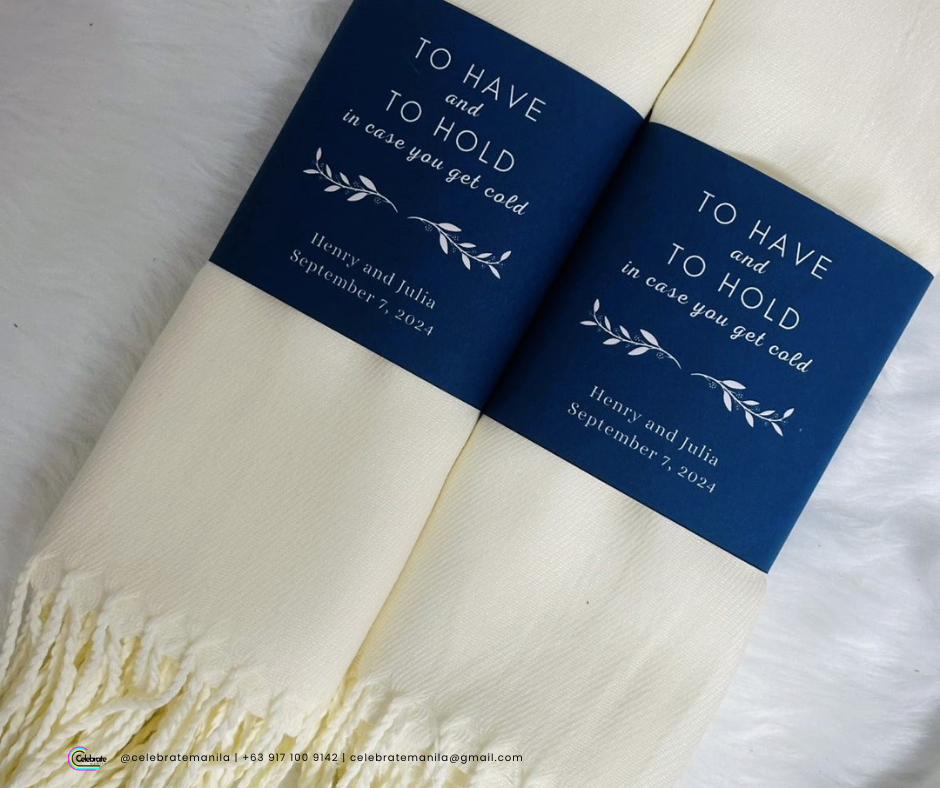 TO HAVE
and
TO HOLD
in case you get cold
Henry and Julia
September 7, 2024
TO HAVE
and
TO HOLD
in case you get cold
Henry and Julia
September 7, 2024
Celebrate
@celebratemanila | +63 917 100 9142 | celebratemanila@gmail.com